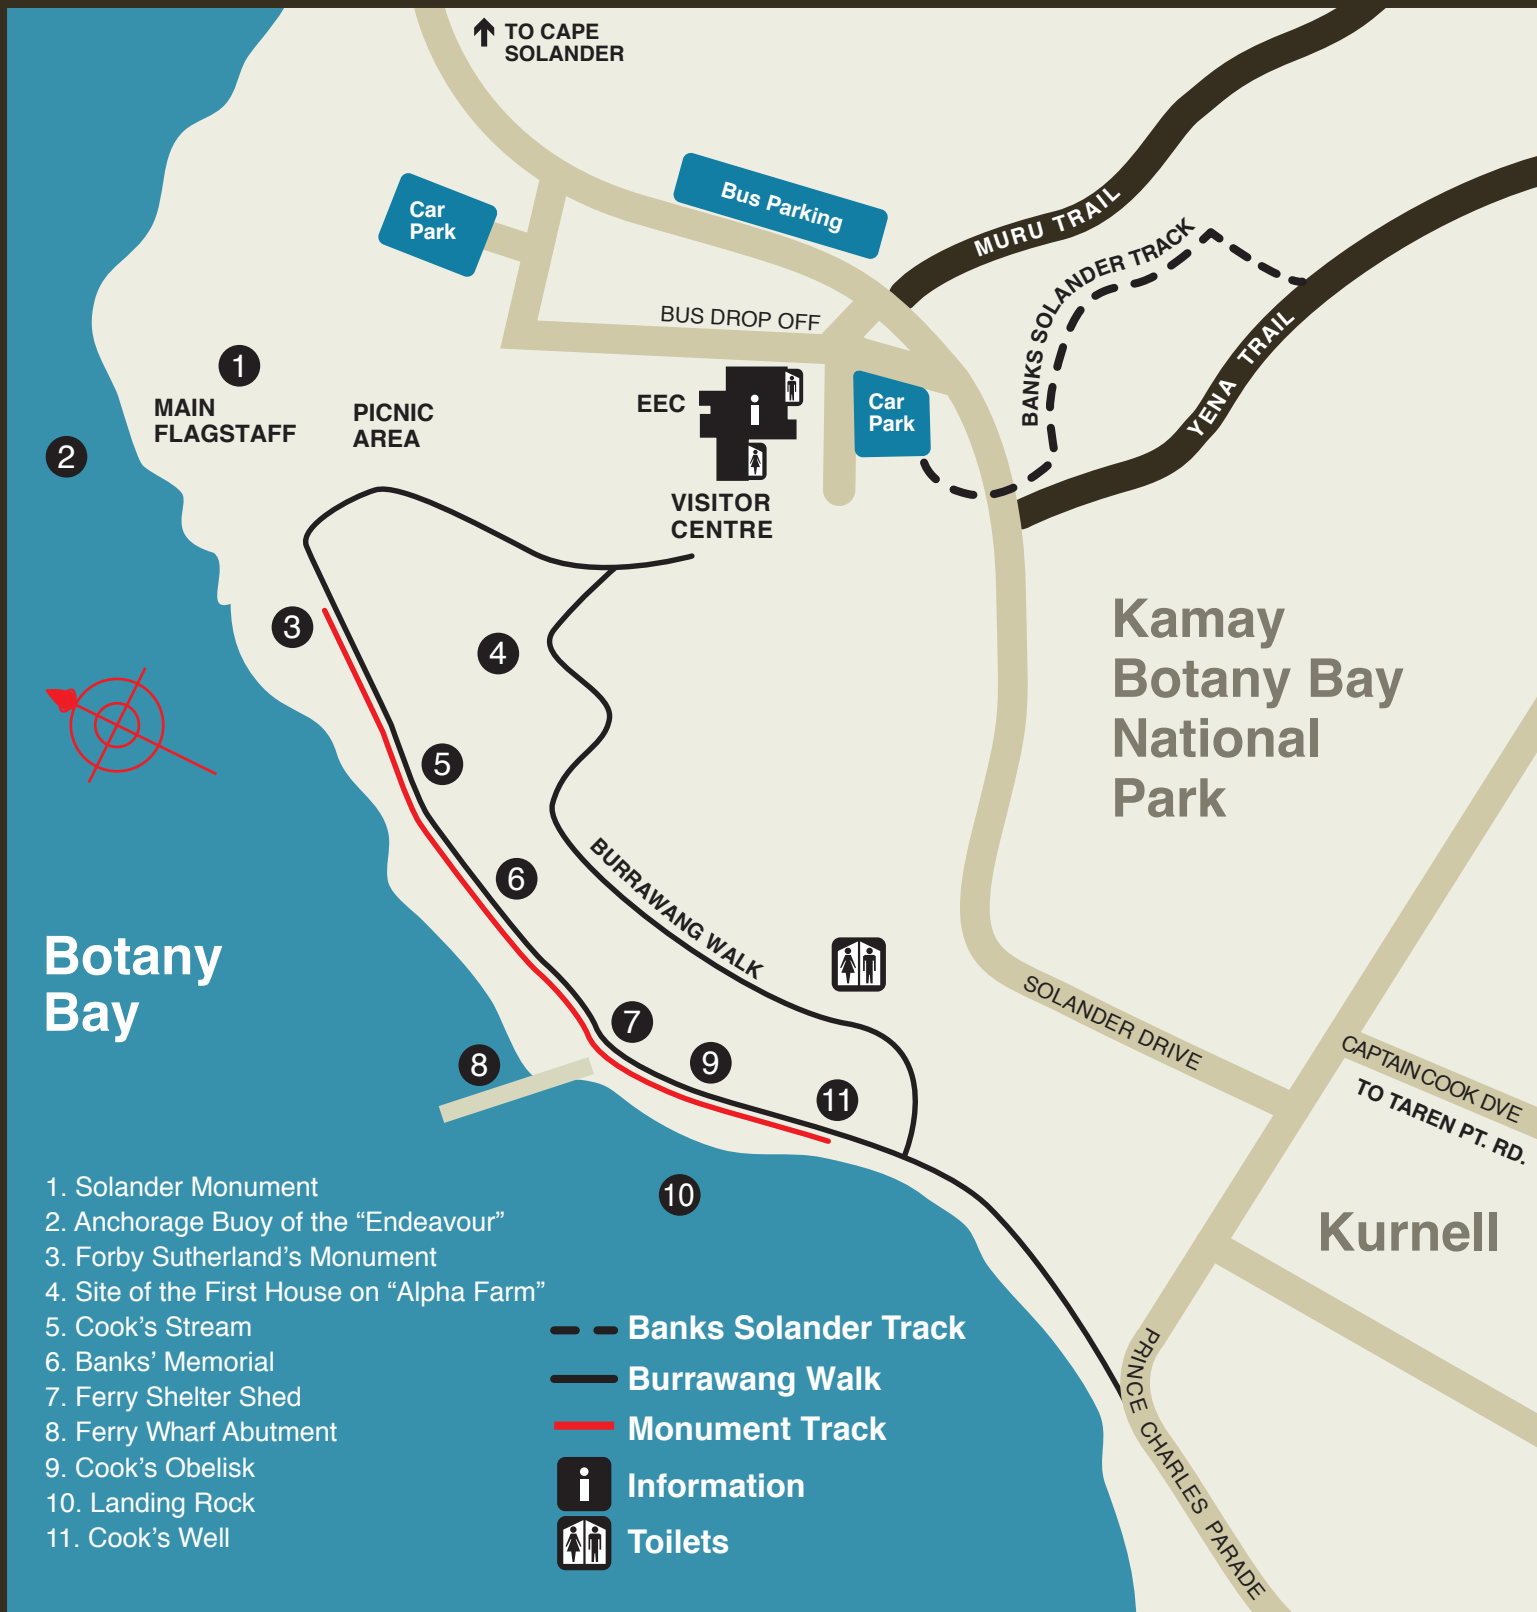 TO CAPE
SOLANDER
Car
Park
Bus Parking
MURU TRAIL
BANKS SOLANDER TRACK
YENA TRAIL
BUS DROP OFF
1
MAIN
FLAGSTAFF
PICNIC
AREA
EEC
i
Car
Park
2
VISITOR
CENTRE
3
4
Kamay
Botany Bay
National
Park
5
6
BURRAWANG WALK
Botany
Bay
7
8
9
11
10
SOLANDER DRIVE
CAPTAIN COOK DVE
TO TAREN PT. RD.
Kurnell
PRINCE CHARLES PARADE
1. Solander Monument
2. Anchorage Buoy of the “Endeavour”
3. Forby Sutherland’s Monument
4. Site of the First House on “Alpha Farm”
5. Cook’s Stream
6. Banks’ Memorial
7. Ferry Shelter Shed
8. Ferry Wharf Abutment
9. Cook’s Obelisk
10. Landing Rock
11. Cook’s Well
Banks Solander Track
Burrawang Walk
Monument Track
i Information
Toilets